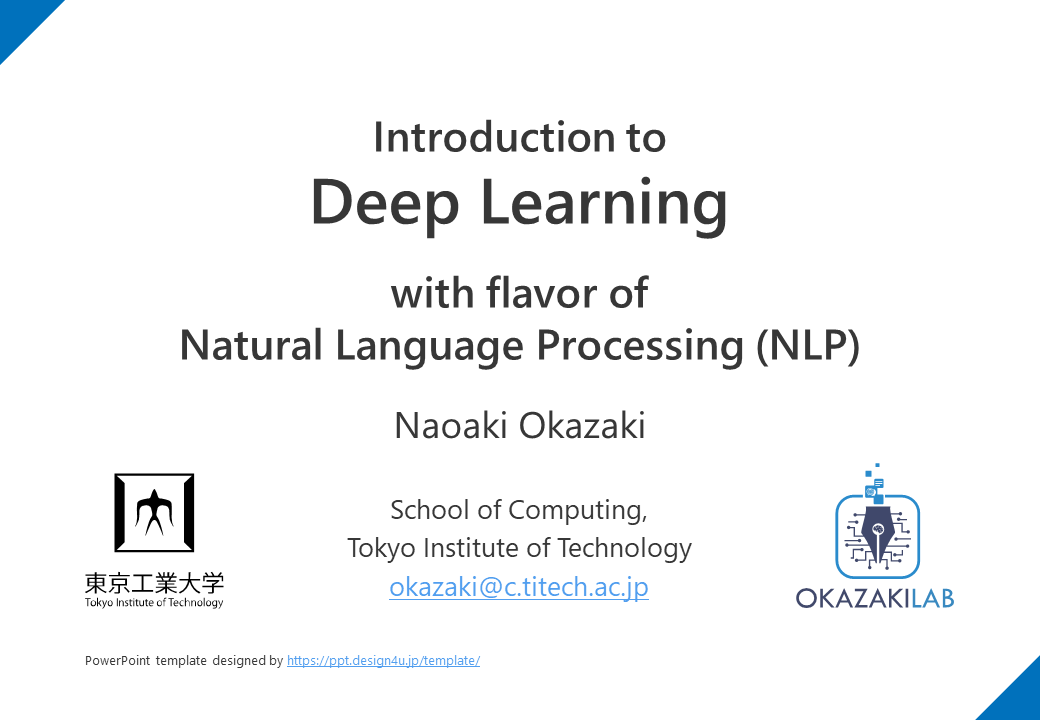 Introduction to
Deep Learning
with flavor of
Natural Language Processing (NLP)
Naoaki Okazaki
School of Computing,
Tokyo Institute of Technology
okazaki@c.titech.ac.jp
東京工業大学
Tokyo Institute of Technology
OKAZAKILAB
PowerPoint template designed by https://ppt.design4u.jp/template/